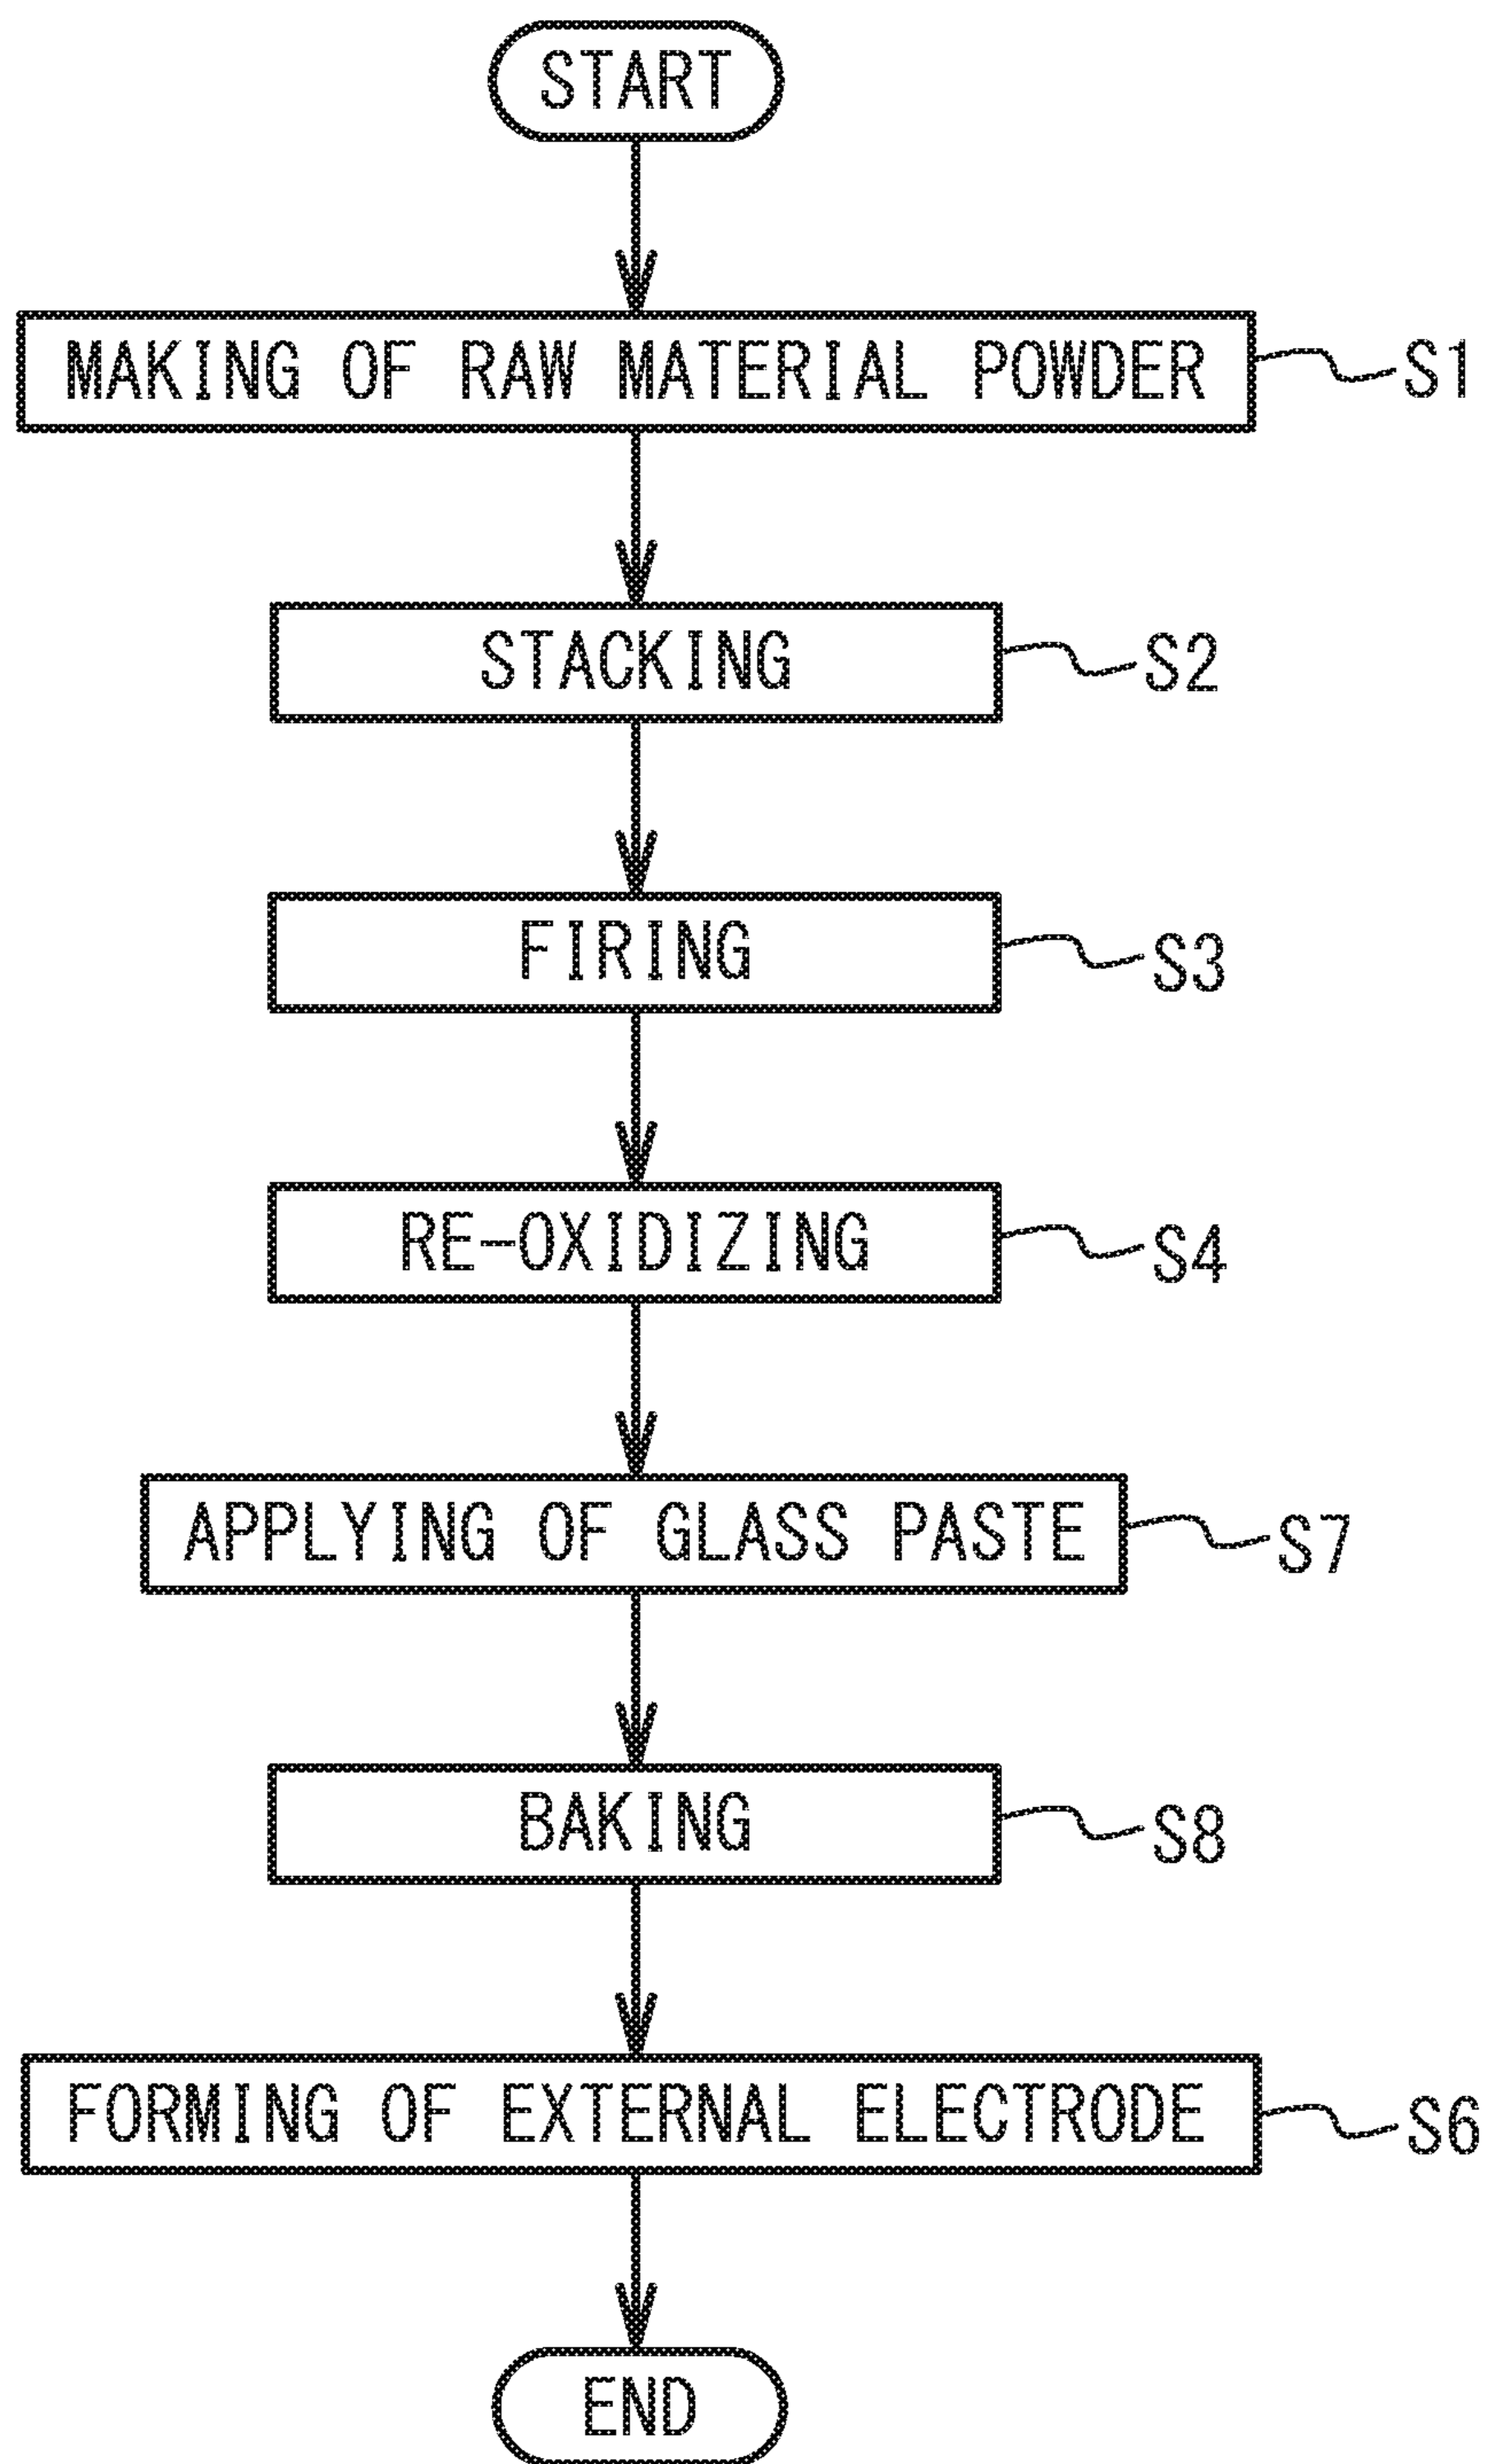 START
MAKING OF RAW MATERIAL POWDER S1
STACKING S2
FIRING S3
RE-OXIDIZING S4
APPLYING OF GLASS PASTE S7
BAKING S8
FORMING OF EXTERNAL ELECTRODE S6
END